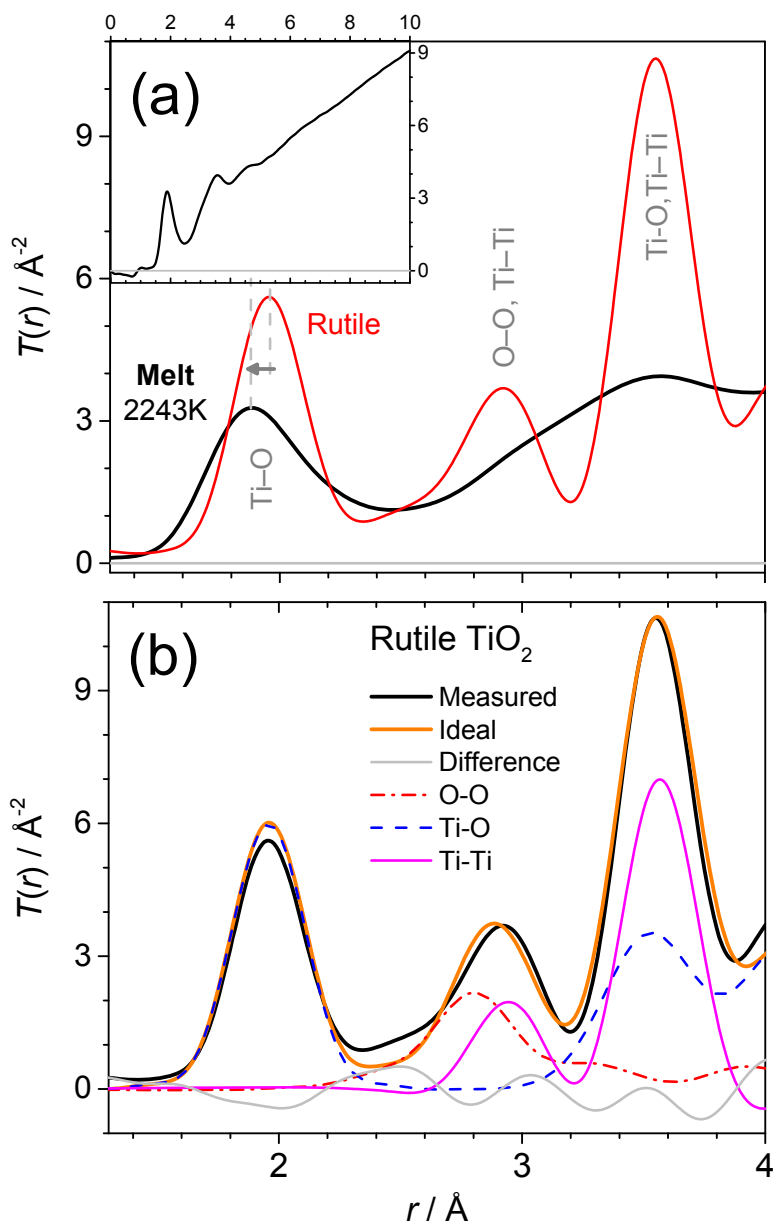 0 2 4 6 8 10
(a)
9
6
3
0
9
6
3
0
T(r) / Å⁻²
Ti-O,Ti–Ti
O–O, Ti–Ti
Rutile
Melt
2243K
Ti–O
(b)
Rutile TiO₂
Measured
Ideal
Difference
O-O
Ti-O
Ti-Ti
9
6
3
0
T(r) / Å⁻²
2 3 4
r / Å